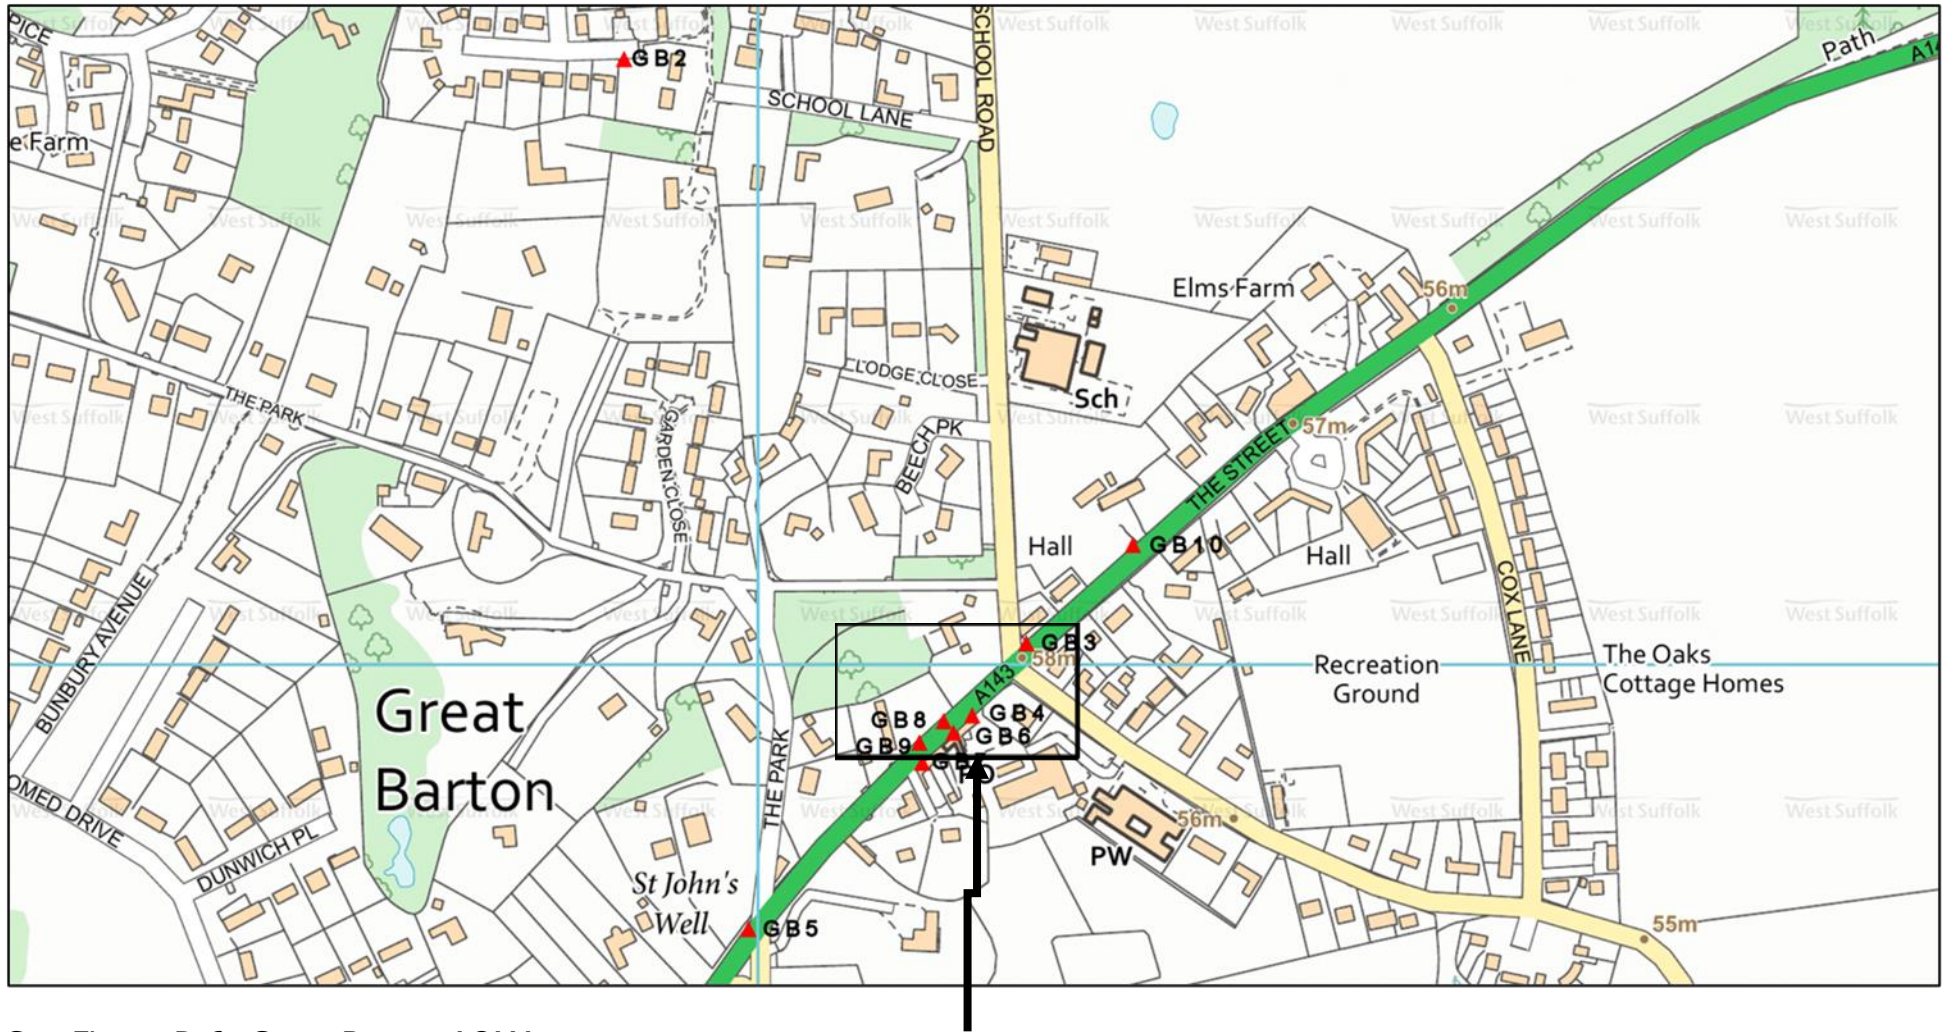 PICE
SCHOOL ROAD
Path
GB2
SCHOOL LANE
e Farm
Elms Farm
56m
LODGE CLOSE
THE PARK
Sch
BEECH PK
57m
GARDEN CLOSE
THE STREET
Hall
GB10
Hall
COX LANE
BUNBURY AVENUE
GB3
58m
The Oaks
Cottage Homes
Recreation
Ground
A143
Great
Barton
GB8
GB4
GB6
GB9
THE PARK
OMED DRIVE
DUNWICH PL
56m
PW
St John's
Well
GB5
55m
West Suffolk